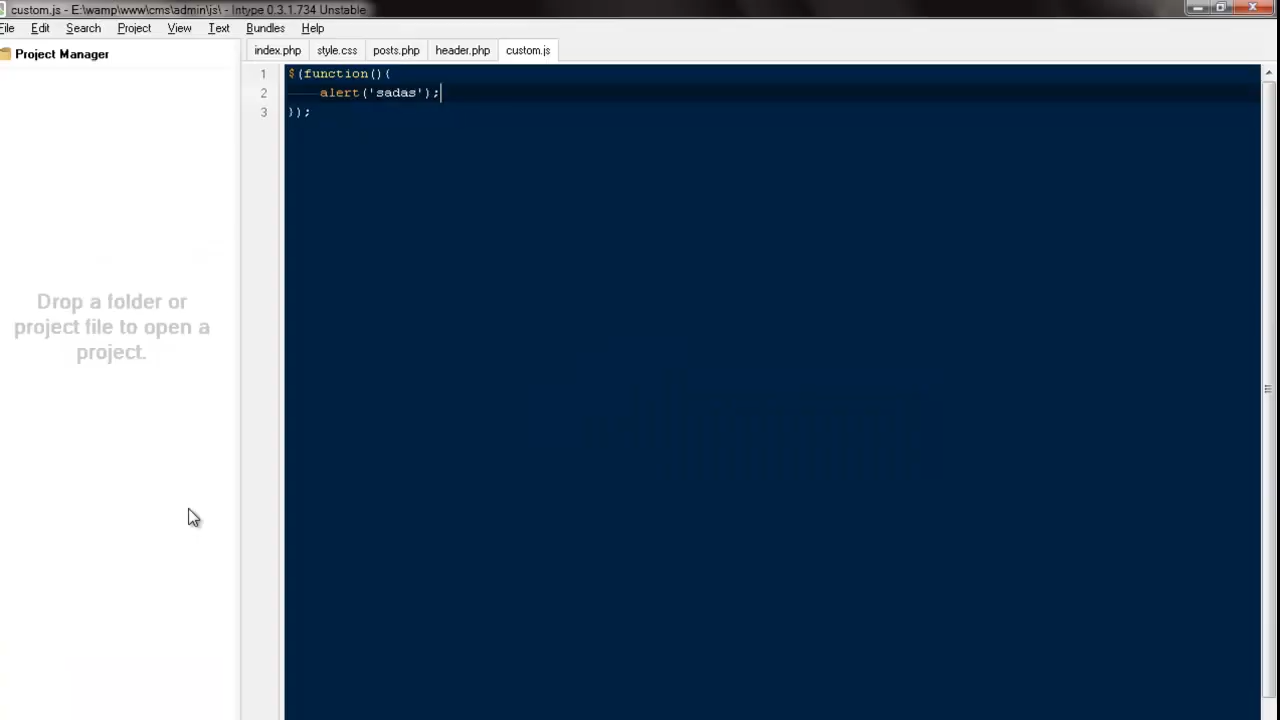 custom.js - E:\wamp\www\cms\admin\js\ - Intype 0.3.1.734 Unstable
File Edit Search Project View Text Bundles Help
Project Manager
index.php style.css posts.php header.php custom.js
1 $(function(){
2 alert('sadas');
3 });
Drop a folder or
project file to open a
project.